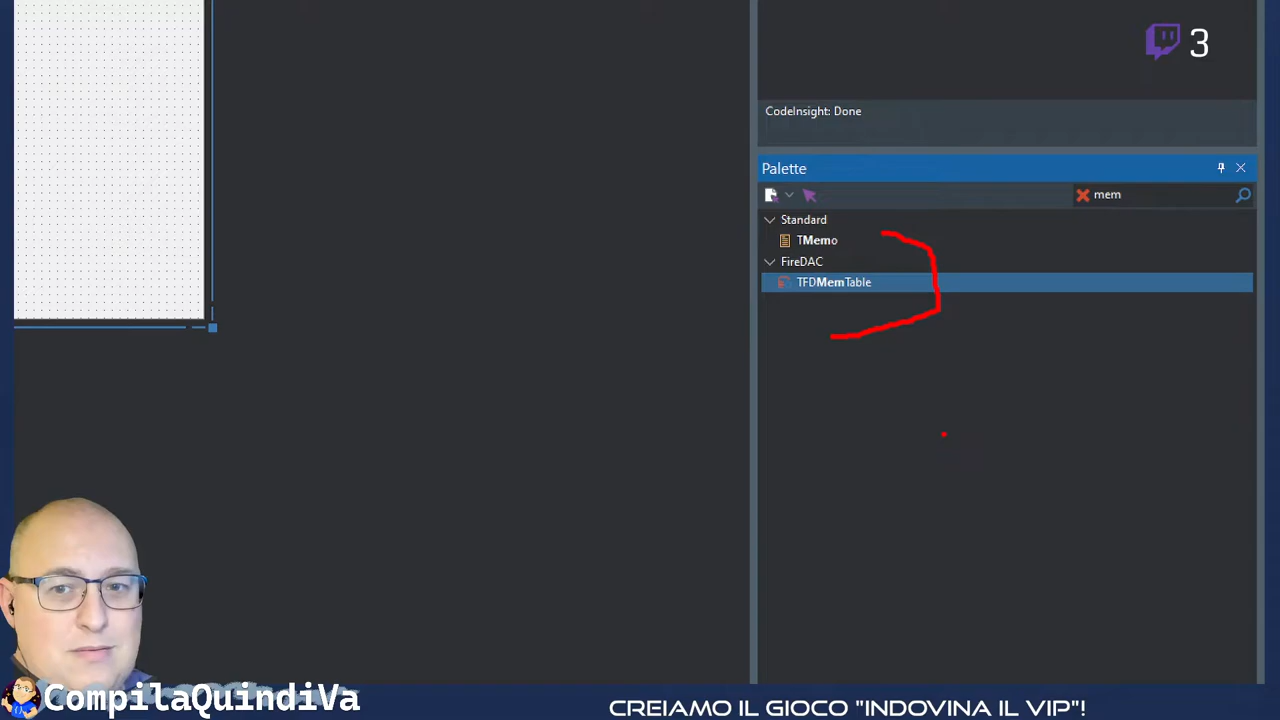 3
CodeInsight: Done
Palette
mem
Standard
TMemo
FireDAC
TFDMemTable
CompilaQuindiVa
CREIAMO IL GIOCO "INDOVINA IL VIP"!